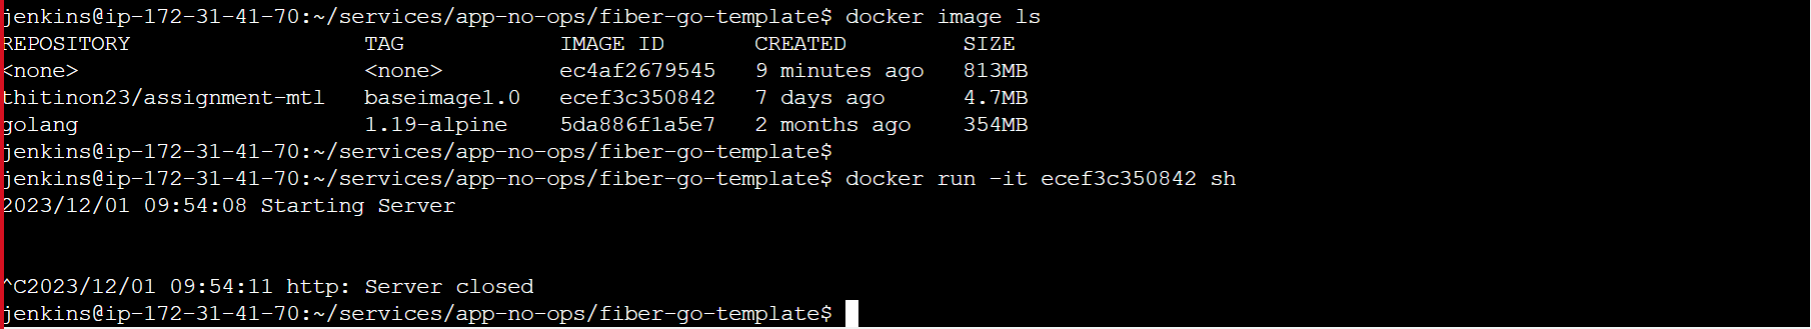 jenkins@ip-172-31-41-70:~/services/app-no-ops/fiber-go-template$ docker image ls
REPOSITORY                  TAG            IMAGE ID       CREATED         SIZE
<none>                      <none>         ec4af2679545   9 minutes ago   813MB
thitinon23/assignment-mtl   baseimage1.0   ecef3c350842   7 days ago      4.7MB
golang                      1.19-alpine    5da886f1a5e7   2 months ago    354MB
jenkins@ip-172-31-41-70:~/services/app-no-ops/fiber-go-template$
jenkins@ip-172-31-41-70:~/services/app-no-ops/fiber-go-template$ docker run -it ecef3c350842 sh
2023/12/01 09:54:08 Starting Server
^C2023/12/01 09:54:11 http: Server closed
jenkins@ip-172-31-41-70:~/services/app-no-ops/fiber-go-template$